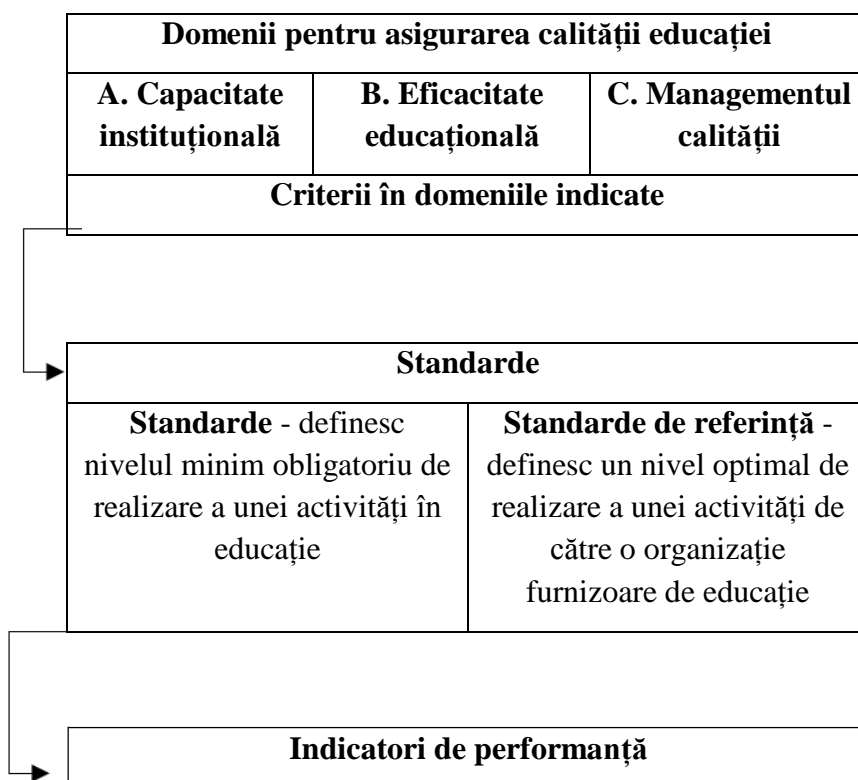 Domenii pentru asigurarea calității educației
A. Capacitate
instituțională
B. Eficacitate
educațională
C. Managementul
calității
Criterii în domeniile indicate
Standarde
Standarde - definesc
nivelul minim obligatoriu de
realizare a unei activități în
educație
Standarde de referință -
definesc un nivel optimal de
realizare a unei activități de
către o organizație
furnizoare de educație
Indicatori de performanță